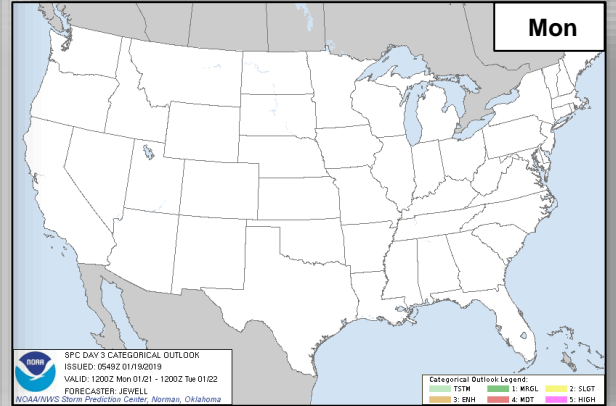 Mon
NOAA
SPC DAY 3 CATEGORICAL OUTLOOK
ISSUED: 0549Z 01/19/2019
VALID: 1200Z Mon 01/21 - 1200Z Tue 01/22
FORECASTER: JEWELL
NOAA/NWS Storm Prediction Center, Norman, Oklahoma
Categorical Outlook Legend:
TSTM 1: MRGL 2: SLGT
3: ENH 4: MDT 5: HIGH